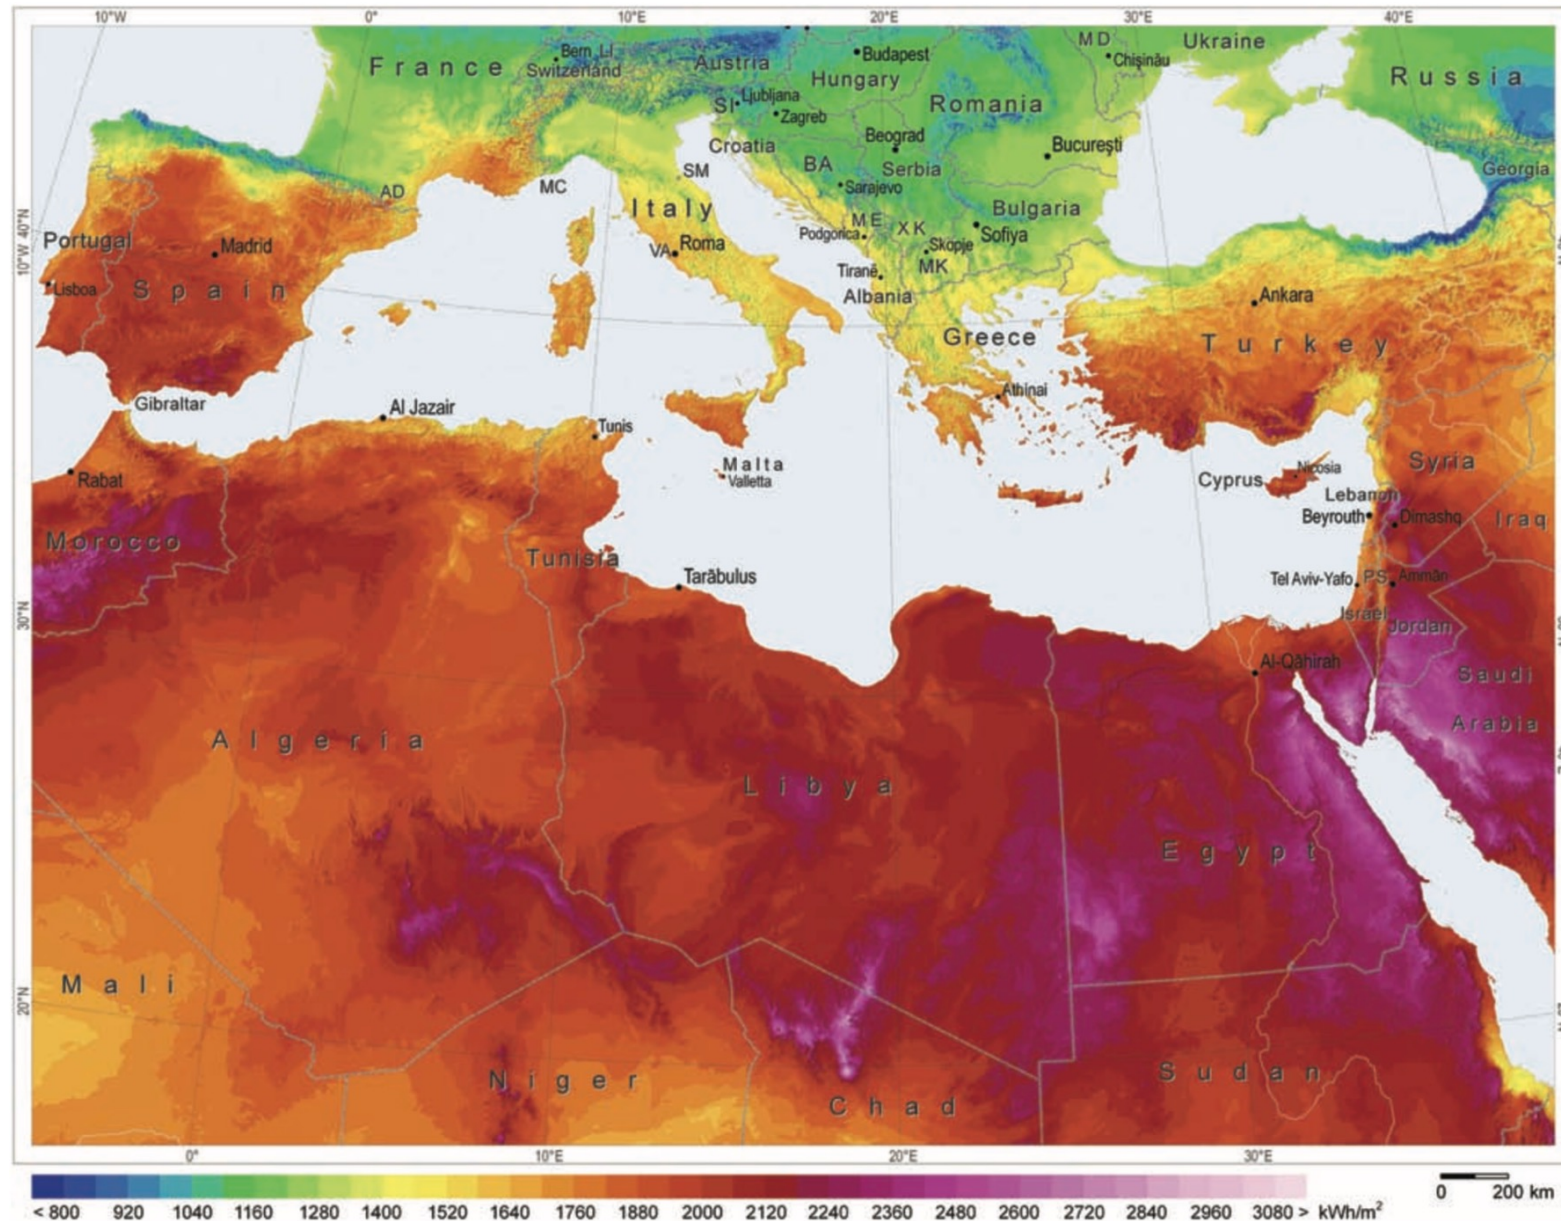 10°W 0° 10°E 20°E 30°E 40°E
France
Bern LI
Switzerland
Austria
Budapest
Hungary
MD
Chișinău
Ukraine
Russia
SI
Ljubljana
Zagreb
Romania
Croatia
Beograd
București
BA
Serbia
Sarajevo
Georgia
AD
MC
SM
Italy
ME
XK
Bulgaria
Podgorica
Sofiya
Skopje
MK
40°N
10°W
Portugal
Madrid
VA
Roma
Tiranë
Albania
Lisboa
Spain
Ankara
Greece
Turkey
Athínai
Gibraltar
Al Jazair
Tunis
Rabat
Malta
Valletta
Cyprus
Nicosia
Syria
Lebanon
Beyrouth
Dimashq
Iraq
Morocco
Tunisia
Tarābulus
Tel Aviv-Yafo
PS
Ammān
30°N
Israel
Jordan
Al-Qāhirah
Saudi
Arabia
Algeria
Libya
Egypt
Mali
20°N
Niger
Chad
Sudan
0° 10°E 20°E 30°E
< 800 920 1040 1160 1280 1400 1520 1640 1760 1880 2000 2120 2240 2360 2480 2600 2720 2840 2960 3080 > kWh/m²
0 200 km